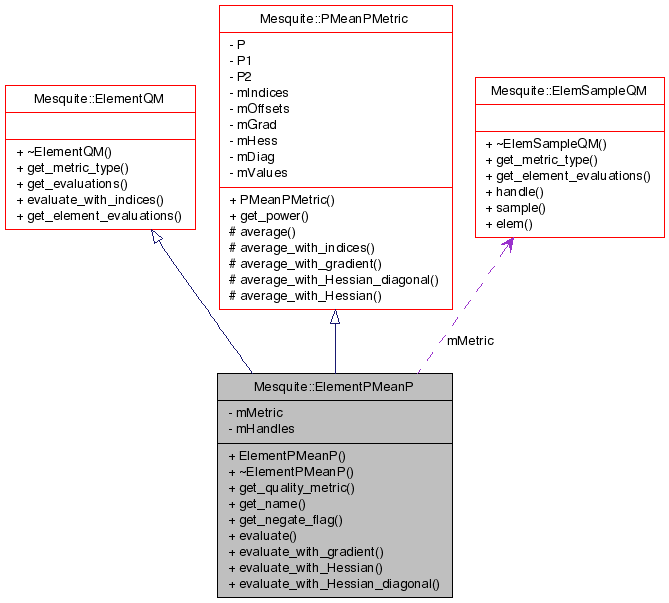 Mesquite::PMeanPMetric
- P
- P1
- P2
- mIndices
- mOffsets
- mGrad
- mHess
- mDiag
- mValues
+ PMeanPMetric()
+ get_power()
# average()
# average_with_indices()
# average_with_gradient()
# average_with_Hessian_diagonal()
# average_with_Hessian()
Mesquite::ElementQM
+ ~ElementQM()
+ get_metric_type()
+ get_evaluations()
+ evaluate_with_indices()
+ get_element_evaluations()
Mesquite::ElemSampleQM
+ ~ElemSampleQM()
+ get_metric_type()
+ get_element_evaluations()
+ handle()
+ sample()
+ elem()
mMetric
Mesquite::ElementPMeanP
- mMetric
- mHandles
+ ElementPMeanP()
+ ~ElementPMeanP()
+ get_quality_metric()
+ get_name()
+ get_negate_flag()
+ evaluate()
+ evaluate_with_gradient()
+ evaluate_with_Hessian()
+ evaluate_with_Hessian_diagonal()